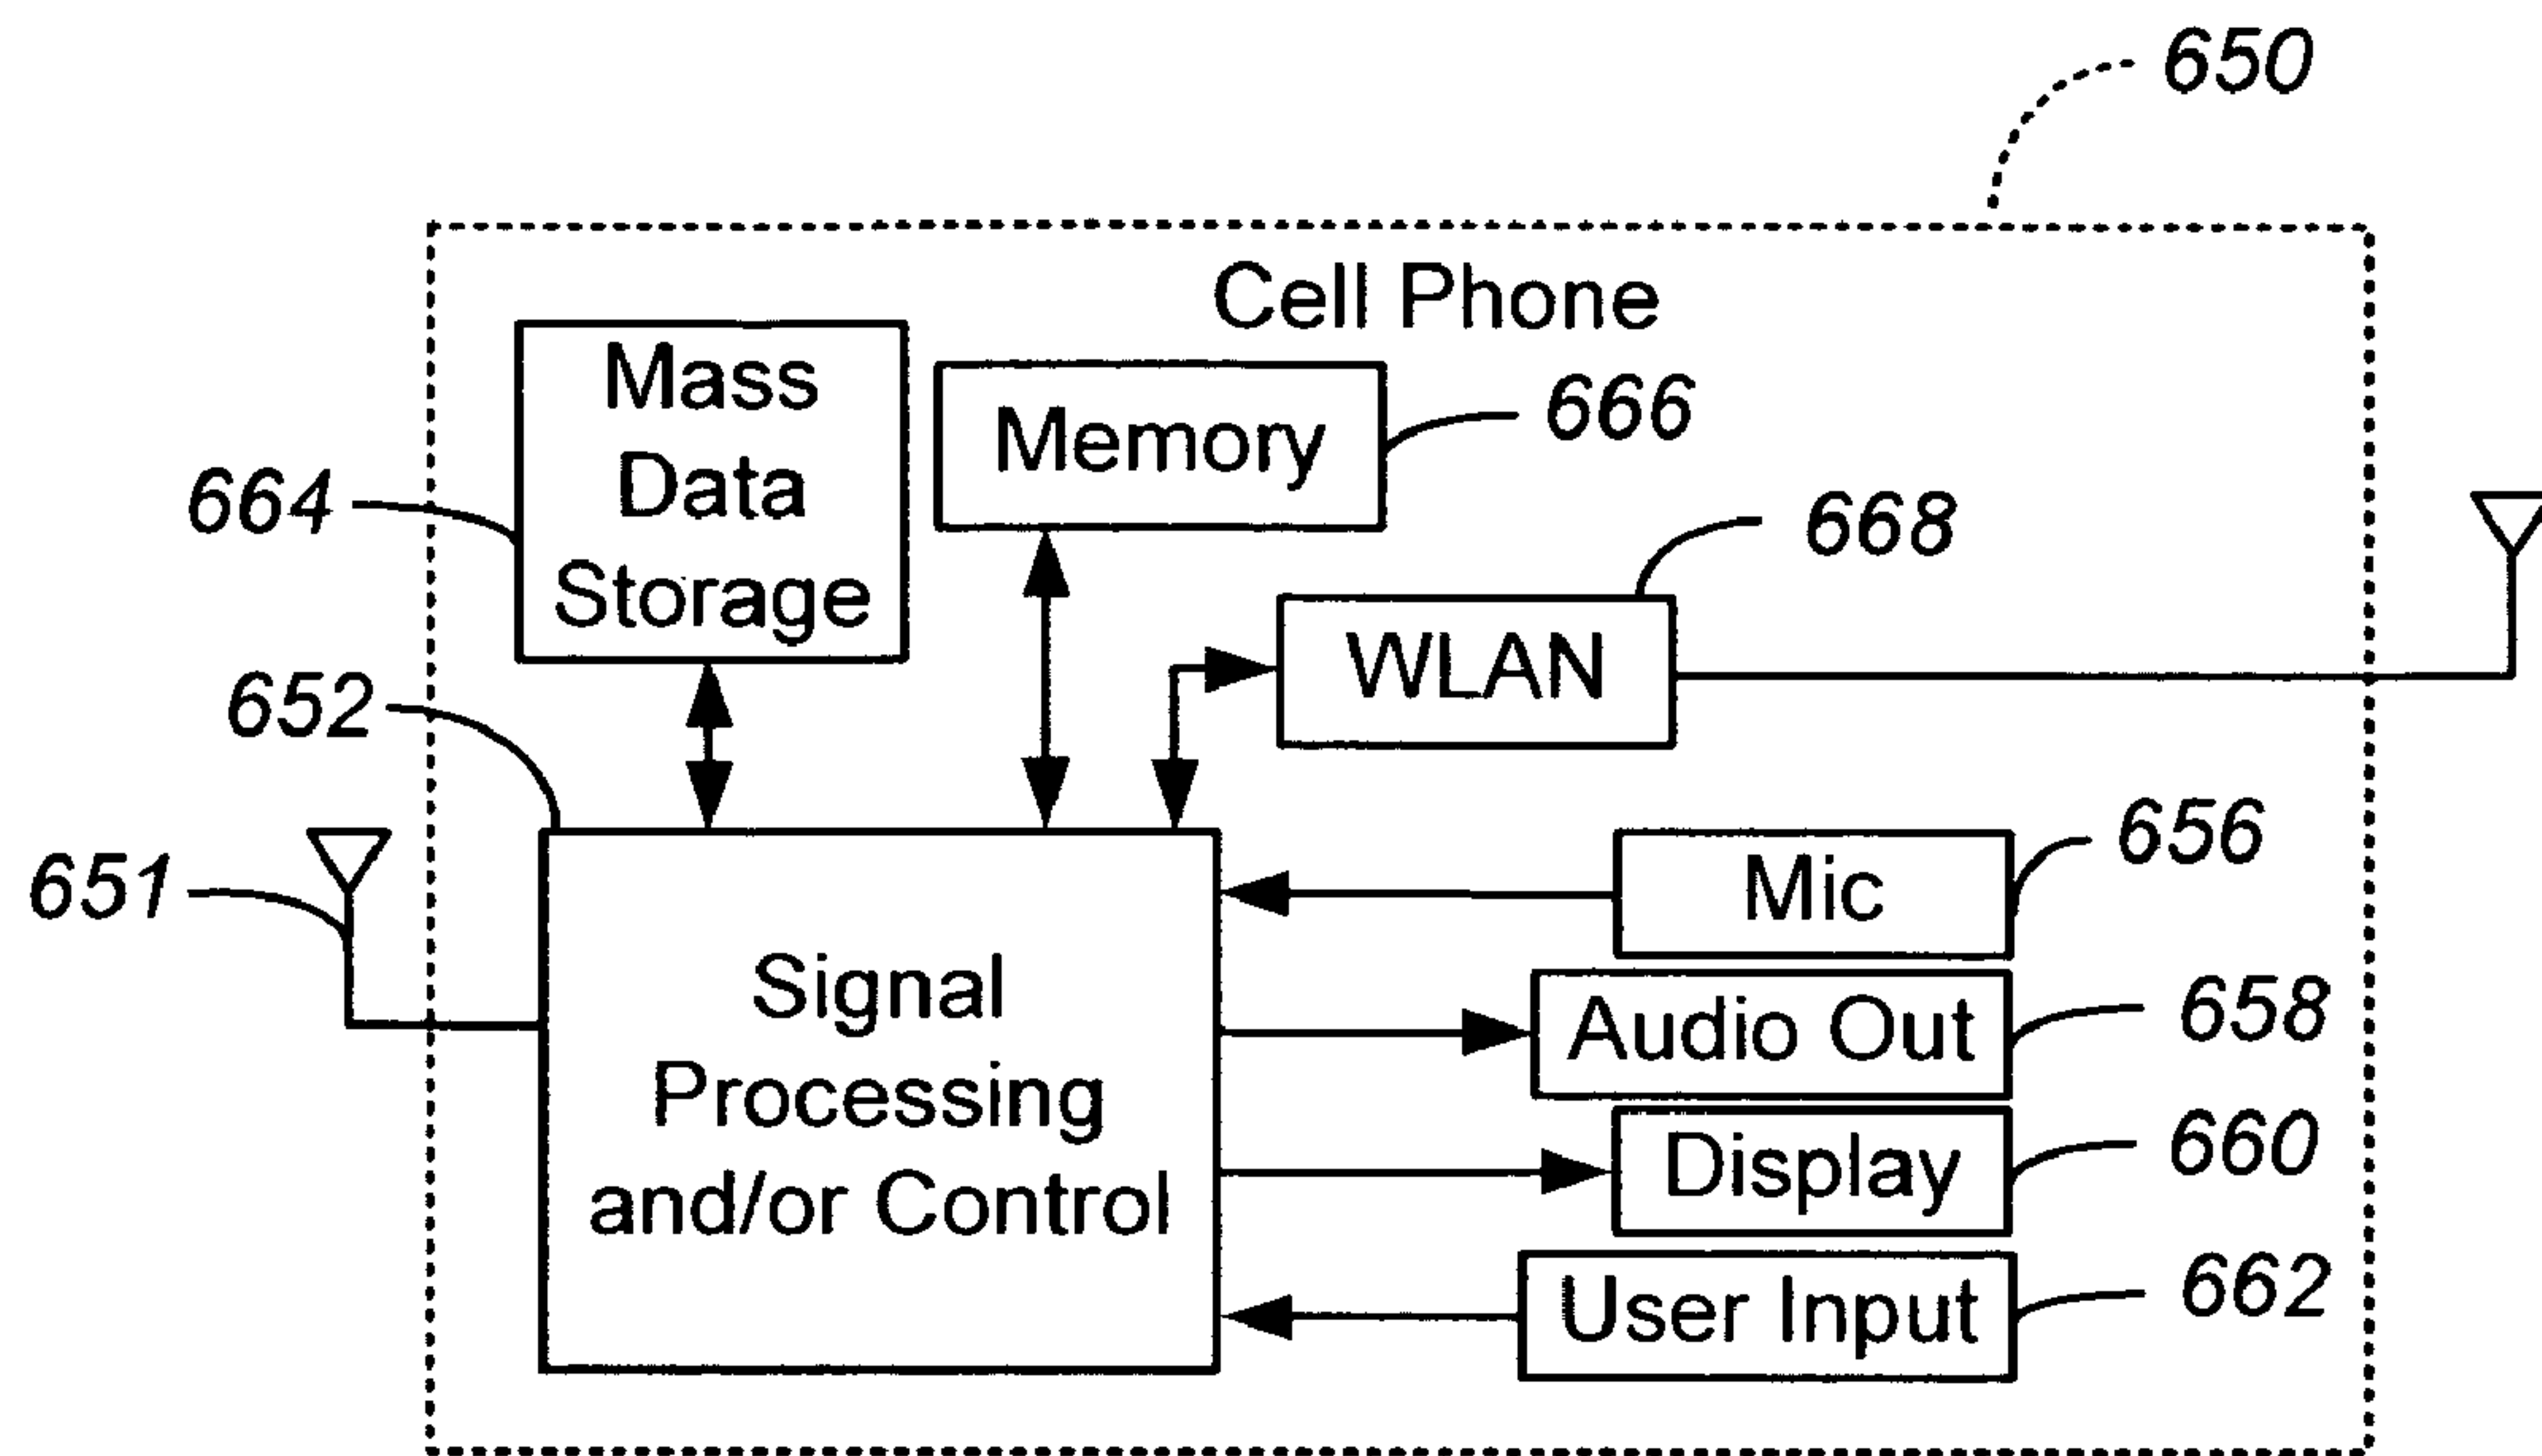 650
Cell Phone
Mass
Data
Storage
664
Memory
666
WLAN
668
652
651
Signal
Processing
and/or Control
Mic
656
Audio Out
658
Display
660
User Input
662